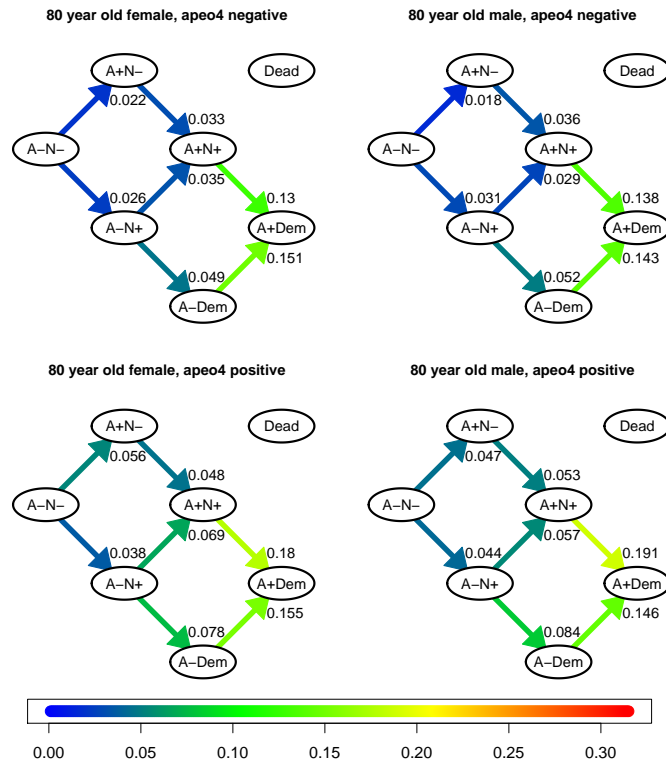 80 year old female, apeo4 negative
A+N−
Dead
0.022
0.033
A−N−
A+N+
0.026
0.035
0.13
A−N+
A+Dem
0.049
0.151
A−Dem
80 year old male, apeo4 negative
A+N−
Dead
0.018
0.036
A−N−
A+N+
0.031
0.029
0.138
A−N+
A+Dem
0.052
0.143
A−Dem
80 year old female, apeo4 positive
A+N−
Dead
0.056
0.048
A−N−
A+N+
0.038
0.069
0.18
A−N+
A+Dem
0.078
0.155
A−Dem
80 year old male, apeo4 positive
A+N−
Dead
0.047
0.053
A−N−
A+N+
0.044
0.057
0.191
A−N+
A+Dem
0.084
0.146
A−Dem
0.00 0.05 0.10 0.15 0.20 0.25 0.30